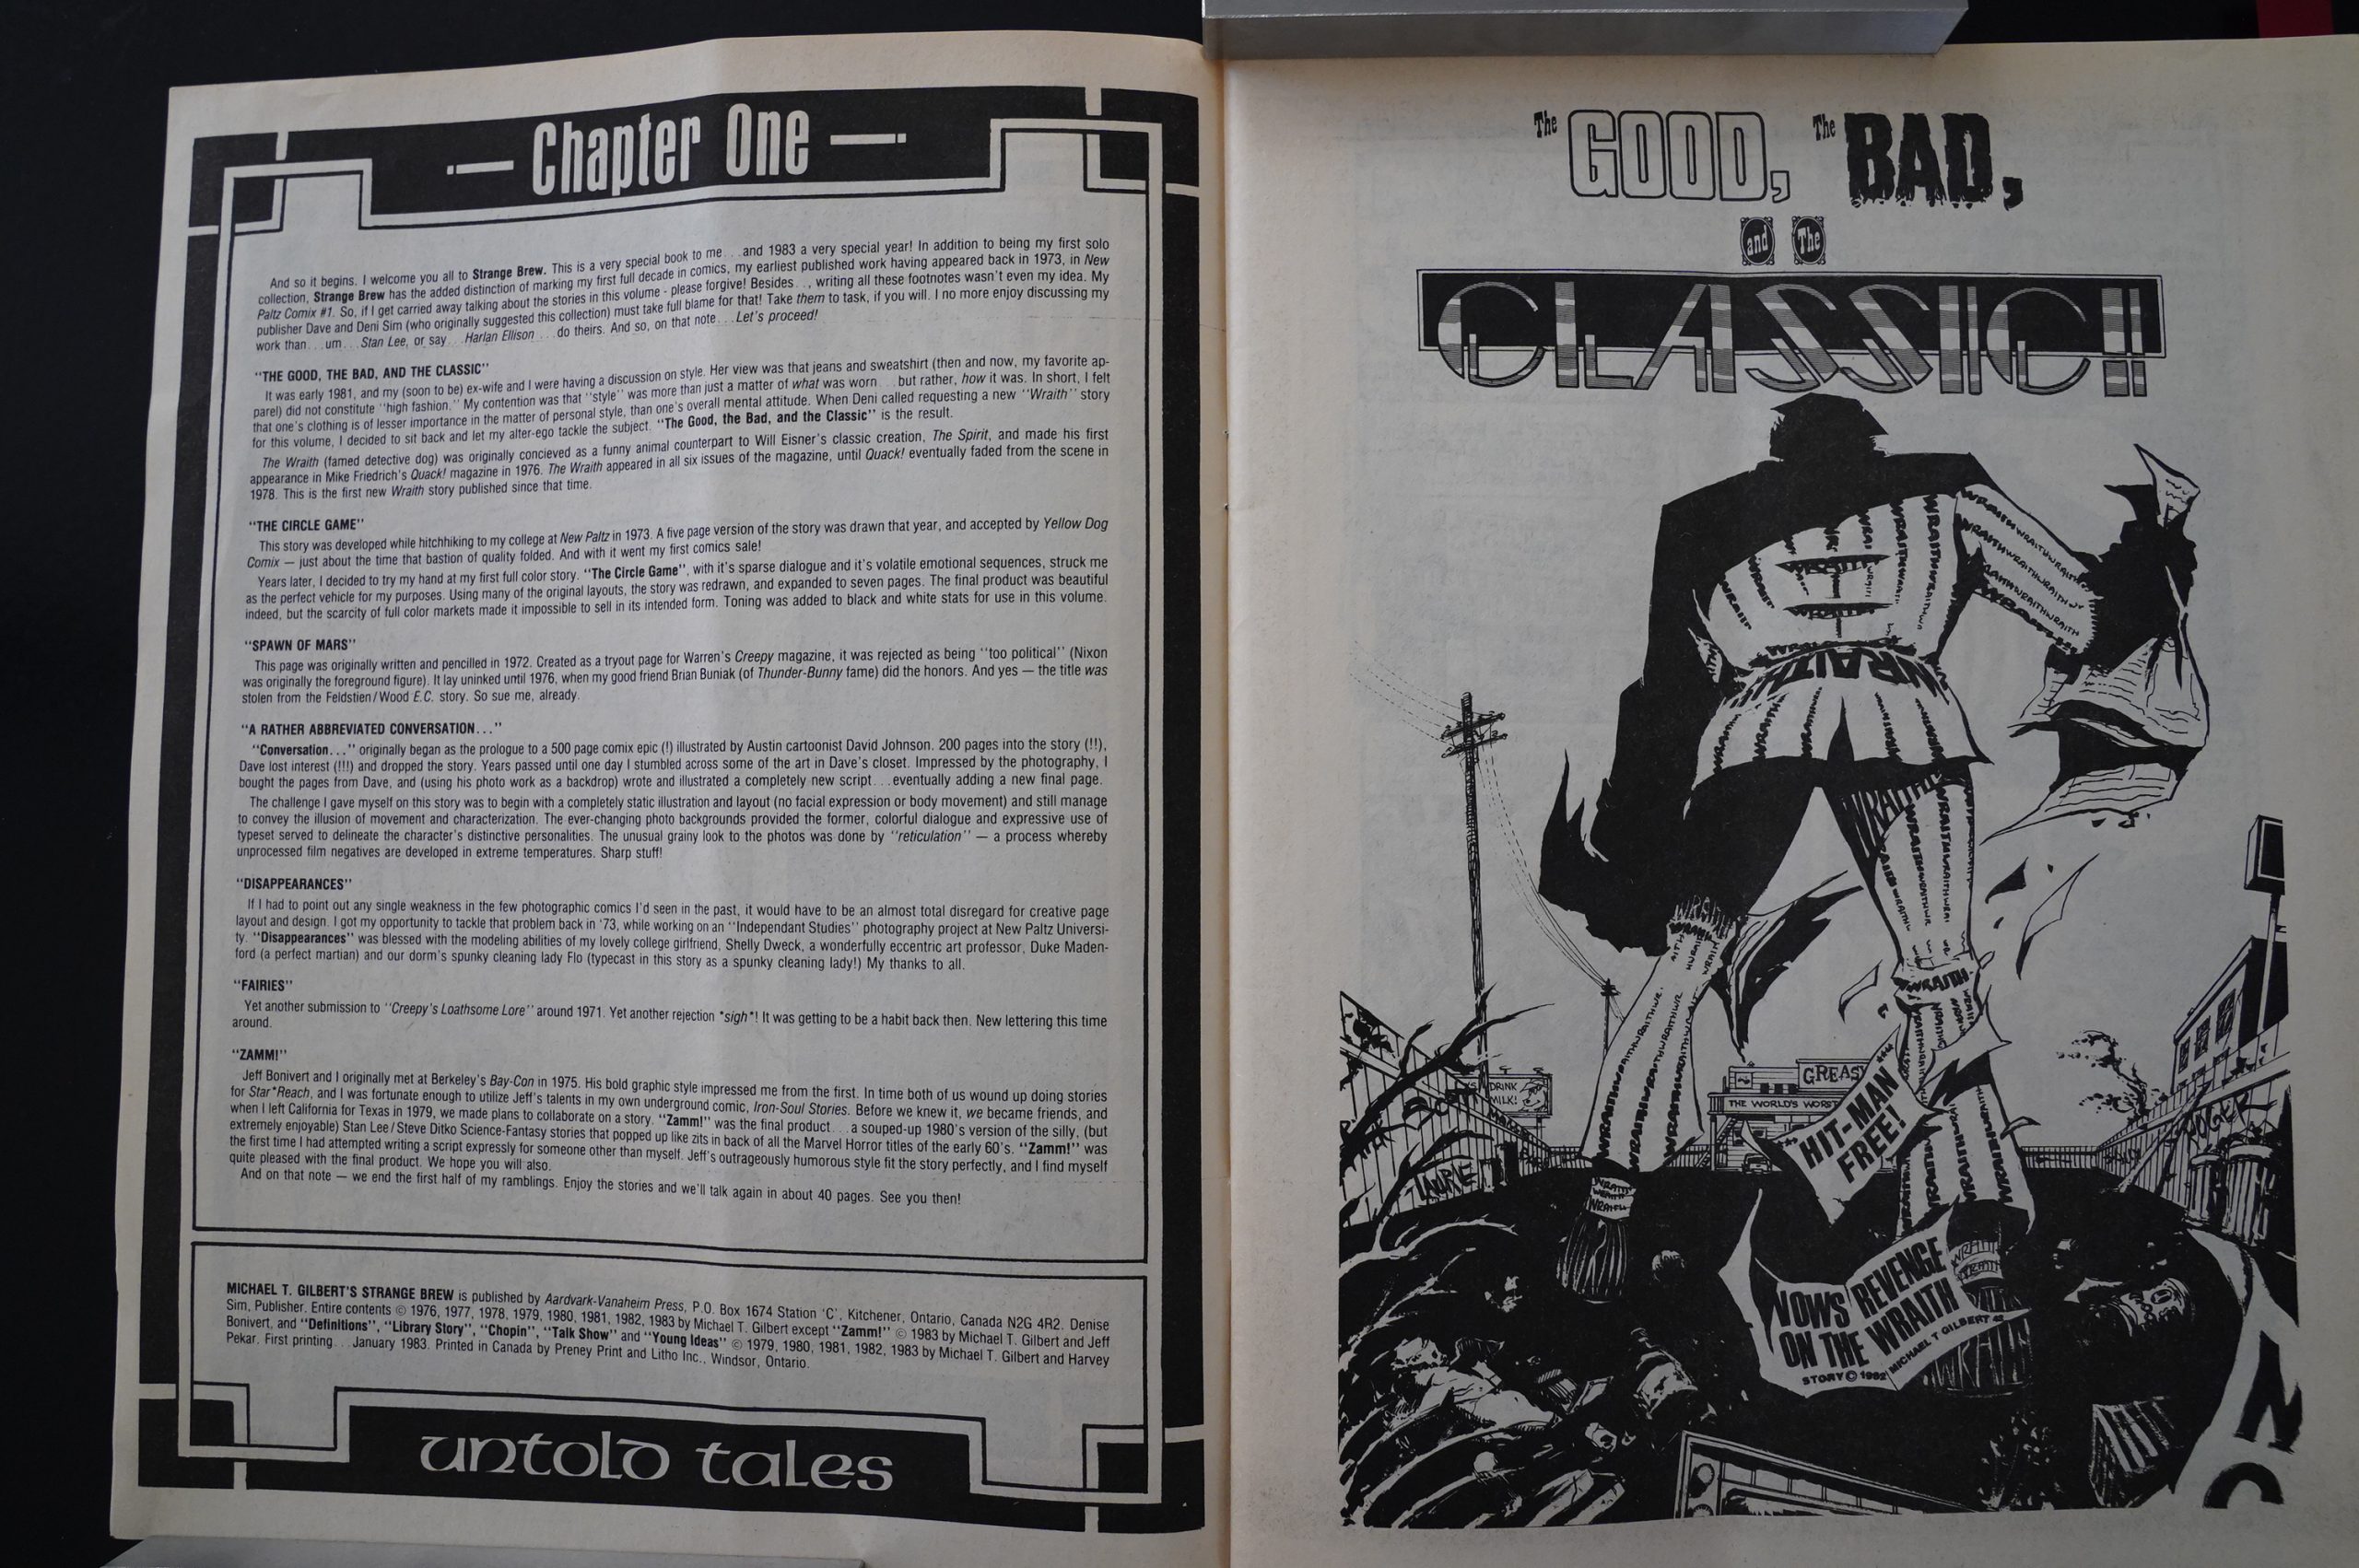 — Chapter One —
And so it begins. I welcome you all to Strange Brew. This is a very special book to me. . .and 1983 a very special year! In addition to being my first solo
collection, Strange Brew has the added distinction of marking my first full decade in comics, my earliest published work having appeared back in 1973, in New
Paltz Comix #1. So, if I get carried away talking about the stories in this volume - please forgive! Besides. . ., writing all these footnotes wasn't even my idea. My
publisher Dave and Deni Sim (who originally suggested this collection) must take full blame for that! Take them to task, if you will. I no more enjoy discussing my
work than. . .um. . .Stan Lee, or say. . .Harlan Ellison. . .do theirs. And so, on that note. . .Let's proceed!
"THE GOOD, THE BAD, AND THE CLASSIC"
It was early 1981, and my (soon to be) ex-wife and I were having a discussion on style. Her view was that jeans and sweatshirt (then and now, my favorite ap-
parel) did not constitute "high fashion." My contention was that "style" was more than just a matter of what was worn. . .but rather, how it was. In short, I felt
that one's clothing is of lesser importance in the matter of personal style, than one's overall mental attitude. When Deni called requesting a new "Wraith" story
for this volume, I decided to sit back and let my alter-ego tackle the subject. "The Good, the Bad, and the Classic" is the result.
The Wraith (famed detective dog) was originally concieved as a funny animal counterpart to Will Eisner's classic creation, The Spirit, and made his first
appearance in Mike Friedrich's Quack! magazine in 1976. The Wraith appeared in all six issues of the magazine, until Quack! eventually faded from the scene in
1978. This is the first new Wraith story published since that time.
"THE CIRCLE GAME"
This story was developed while hitchhiking to my college at New Paltz in 1973. A five page version of the story was drawn that year, and accepted by Yellow Dog
Comix — just about the time that bastion of quality folded. And with it went my first comics sale!
Years later, I decided to try my hand at my first full color story. "The Circle Game", with it's sparse dialogue and it's volatile emotional sequences, struck me
as the perfect vehicle for my purposes. Using many of the original layouts, the story was redrawn, and expanded to seven pages. The final product was beautiful
indeed, but the scarcity of full color markets made it impossible to sell in its intended form. Toning was added to black and white stats for use in this volume.
"SPAWN OF MARS"
This page was originally written and pencilled in 1972. Created as a tryout page for Warren's Creepy magazine, it was rejected as being "too political" (Nixon
was originally the foreground figure). It lay uninked until 1976, when my good friend Brian Buniak (of Thunder-Bunny fame) did the honors. And yes — the title was
stolen from the Feldstien/Wood E.C. story. So sue me, already.
"A RATHER ABBREVIATED CONVERSATION. . ."
"Conversation. . ." originally began as the prologue to a 500 page comix epic (!) illustrated by Austin cartoonist David Johnson. 200 pages into the story (!!),
Dave lost interest (!!!) and dropped the story. Years passed until one day I stumbled across some of the art in Dave's closet. Impressed by the photography, I
bought the pages from Dave, and (using his photo work as a backdrop) wrote and illustrated a completely new script. . .eventually adding a new final page.
The challenge I gave myself on this story was to begin with a completely static illustration and layout (no facial expression or body movement) and still manage
to convey the illusion of movement and characterization. The ever-changing photo backgrounds provided the former, colorful dialogue and expressive use of
typeset served to delineate the character's distinctive personalities. The unusual grainy look to the photos was done by "reticulation" — a process whereby
unprocessed film negatives are developed in extreme temperatures. Sharp stuff!
"DISAPPEARANCES"
If I had to point out any single weakness in the few photographic comics I'd seen in the past, it would have to be an almost total disregard for creative page
layout and design. I got my opportunity to tackle that problem back in '73, while working on an "Independant Studies" photography project at New Paltz Universi-
ty. "Disappearances" was blessed with the modeling abilities of my lovely college girlfriend, Shelly Dweck, a wonderfully eccentric art professor, Duke Maden-
ford (a perfect martian) and our dorm's spunky cleaning lady Flo (typecast in this story as a spunky cleaning lady!) My thanks to all.
"FAIRIES"
Yet another submission to "Creepy's Loathsome Lore" around 1971. Yet another rejection *sigh*! It was getting to be a habit back then. New lettering this time
around.
"ZAMM!"
Jeff Bonivert and I originally met at Berkeley's Bay-Con in 1975. His bold graphic style impressed me from the first. In time both of us wound up doing stories
for Star*Reach, and I was fortunate enough to utilize Jeff's talents in my own underground comic, Iron-Soul Stories. Before we knew it, we became friends, and
when I left California for Texas in 1979, we made plans to collaborate on a story. "Zamm!" was the final product. . .a souped-up 1980's version of the silly, (but
extremely enjoyable) Stan Lee/Steve Ditko Science-Fantasy stories that popped up like zits in back of all the Marvel Horror titles of the early 60's. "Zamm!" was
the first time I had attempted writing a script expressly for someone other than myself. Jeff's outrageously humorous style fit the story perfectly, and I find myself
quite pleased with the final product. We hope you will also.
And on that note — we end the first half of my ramblings. Enjoy the stories and we'll talk again in about 40 pages. See you then!
MICHAEL T. GILBERT'S STRANGE BREW is published by Aardvark-Vanaheim Press, P.O. Box 1674 Station 'C', Kitchener, Ontario, Canada N2G 4R2. Denise
Sim, Publisher. Entire contents © 1976, 1977, 1978, 1979, 1980, 1981, 1982, 1983 by Michael T. Gilbert except "Zamm!" © 1983 by Michael T. Gilbert and Jeff
Bonivert, and "Definitions", "Library Story", "Chopin", "Talk Show" and "Young Ideas" © 1979, 1980, 1981, 1982, 1983 by Michael T. Gilbert and Harvey
Pekar. First printing. . .January 1983. Printed in Canada by Preney Print and Litho Inc., Windsor, Ontario.
untold tales
The GOOD, The BAD,
and The
CLASSIC!!
WRAITH
DRINK
MILK!
GREASY
THE WORLD'S WORST
LAURIE
HIT-MAN
FREE!
VOWS REVENGE
ON THE WRAITH
STORY © 1982 MICHAEL T GILBERT